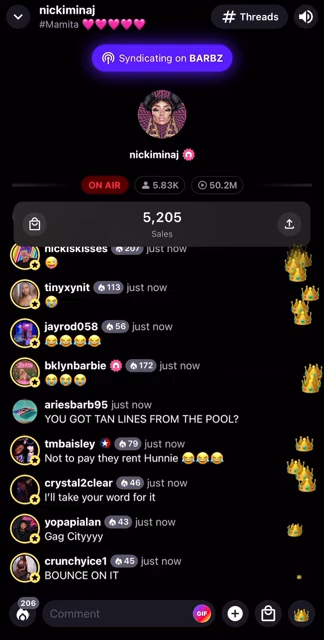 nickiminaj
#Mamita 💖💖💖💖💖
# Threads
Syndicating on BARBZ
nickiminaj
ON AIR 5.83K 50.2M
5,205
Sales
nickiskisses 207 just now
😜
tinyxynit 113 just now
😭
jayrod058 56 just now
😂😂😂😂
bklynbarbie 172 just now
😭😭😭
ariesbarb95 just now
YOU GOT TAN LINES FROM THE POOL?
tmbaisley 79 just now
Not to pay they rent Hunnie 😂😂😂
crystal2clear 46 just now
I'll take your word for it
yopapialan 43 just now
Gag Cityyyy
crunchyice1 45 just now
BOUNCE ON IT
206
Comment GIF